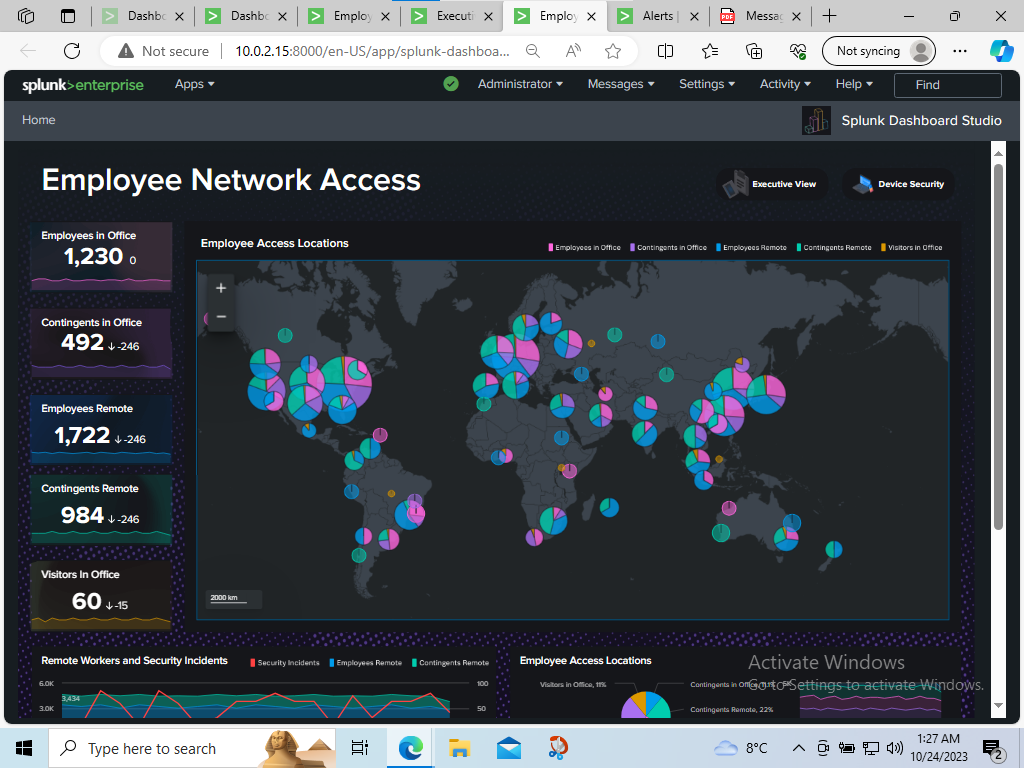 Dashbo
Dashbo
Employ
Executi
Employ
Alerts |
PDF
Messag
Not secure
10.0.2.15:8000/en-US/app/splunk-dashboa...
Not syncing
splunk>enterprise
Apps
Administrator
Messages
Settings
Activity
Help
Find
Home
Splunk Dashboard Studio
Employee Network Access
Executive View
Device Security
Employees in Office
1,230 0
Contingents in Office
492 ↓-246
Employees Remote
1,722 ↓-246
Contingents Remote
984 ↓-246
Visitors In Office
60 ↓-15
Employee Access Locations
Employees in Office
Contingents in Office
Employees Remote
Contingents Remote
Visitors in Office
+
−
2000 km
Remote Workers and Security Incidents
Security Incidents
Employees Remote
Contingents Remote
6.0K
3,434
3.0K
100
50
Employee Access Locations
Visitors in Office, 11%
Contingents in Office, 11%
Contingents Remote, 22%
Activate Windows
Go to Settings to activate Windows.
Type here to search
8°C
1:27 AM
10/24/2023
2